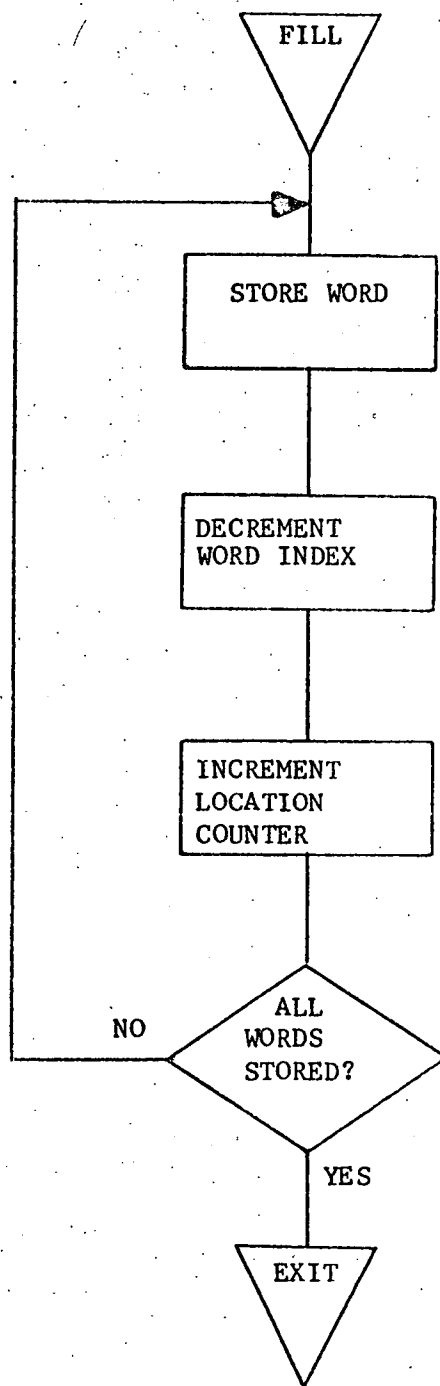 FILL
STORE WORD
DECREMENT
WORD INDEX
INCREMENT
LOCATION
COUNTER
ALL
WORDS
STORED?
NO
YES
EXIT